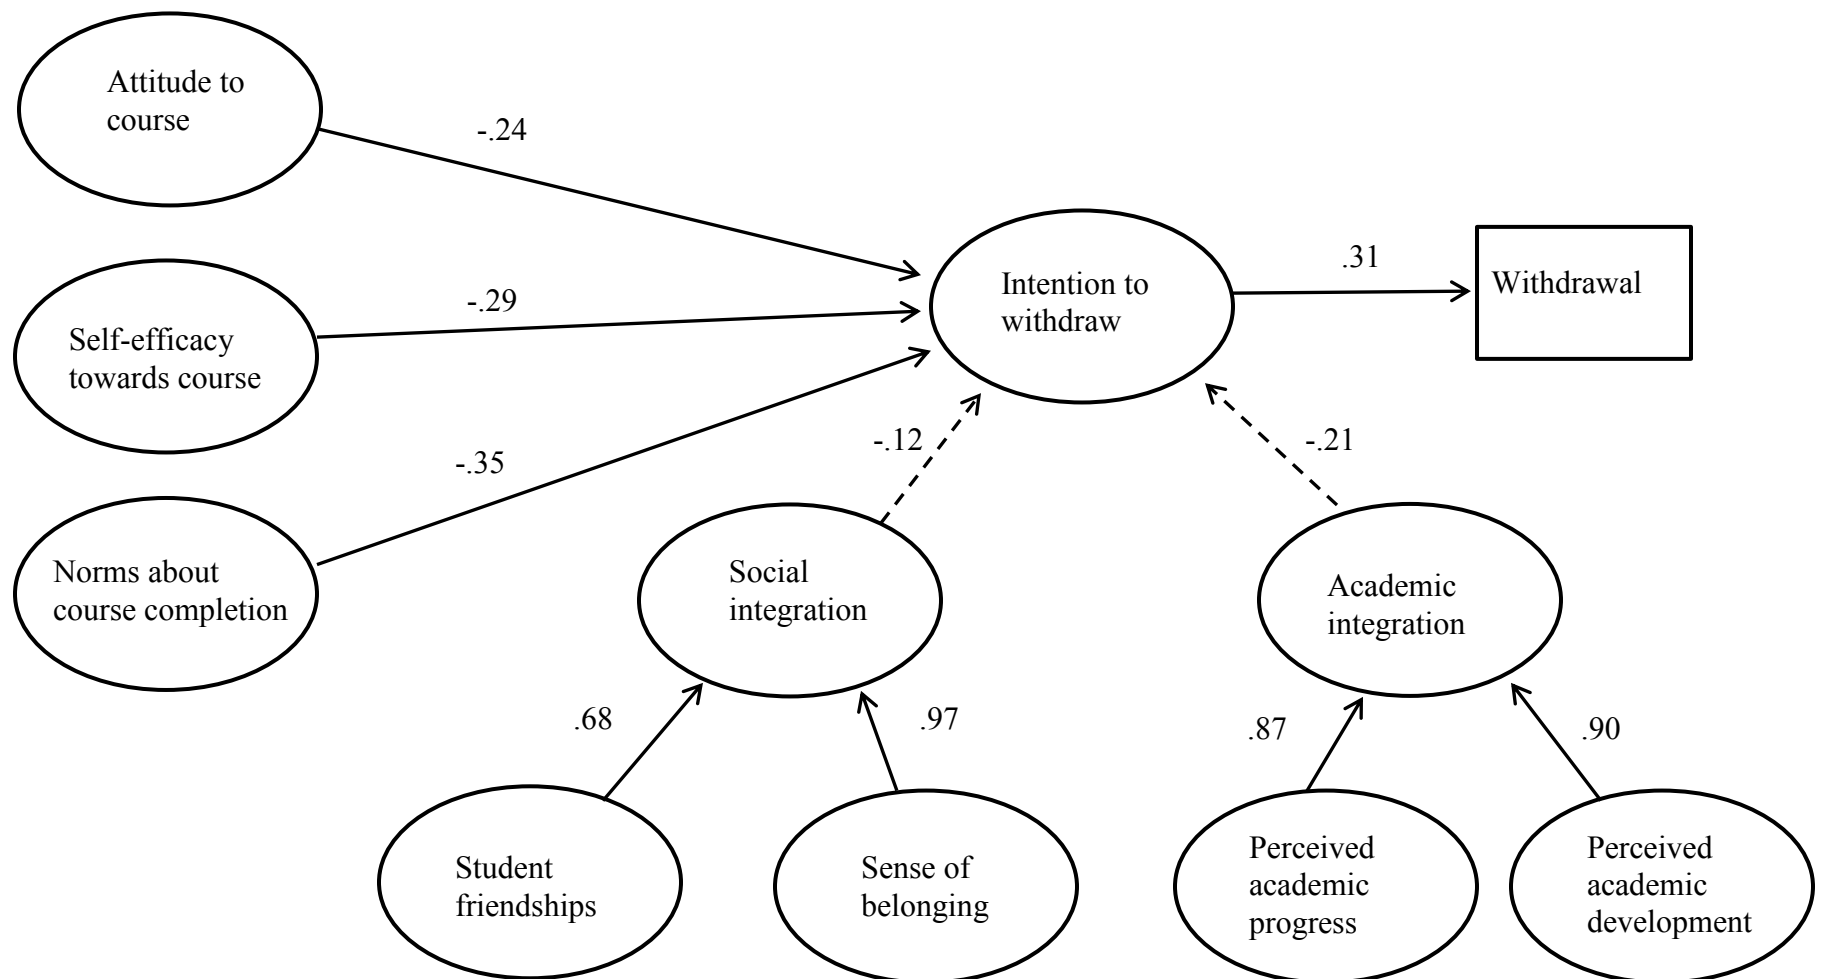 Attitude to
course
-.24
Self-efficacy
towards course
-.29
Norms about
course completion
-.35
Intention to
withdraw
.31
Withdrawal
-.12
-.21
Social
integration
Academic
integration
.68
.97
.87
.90
Student
friendships
Sense of
belonging
Perceived
academic
progress
Perceived
academic
development